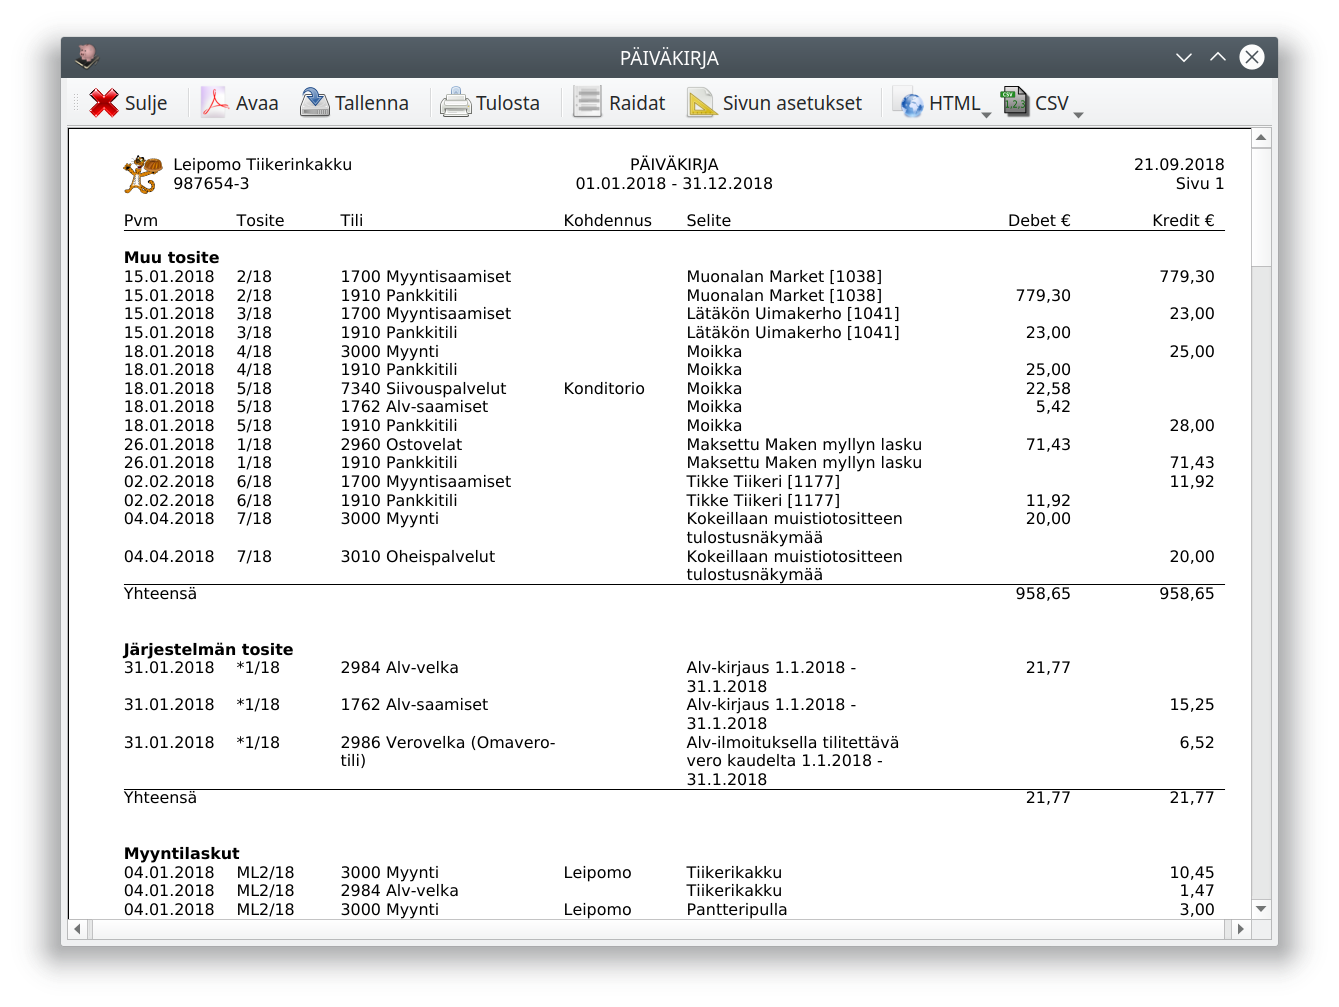 PÄIVÄKIRJA
Sulje Avaa Tallenna Tulosta Raidat Sivun asetukset HTML CSV
Leipomo Tiikerinkakku PÄIVÄKIRJA 21.09.2018
987654-3 01.01.2018 - 31.12.2018 Sivu 1
Pvm Tosite Tili Kohdennus Selite Debet € Kredit €
Muu tosite
15.01.2018 2/18 1700 Myyntisaamiset Muonalan Market [1038] 779,30
15.01.2018 2/18 1910 Pankkitili Muonalan Market [1038] 779,30
15.01.2018 3/18 1700 Myyntisaamiset Lätäkön Uimakerho [1041] 23,00
15.01.2018 3/18 1910 Pankkitili Lätäkön Uimakerho [1041] 23,00
18.01.2018 4/18 3000 Myynti Moikka 25,00
18.01.2018 4/18 1910 Pankkitili Moikka 25,00
18.01.2018 5/18 7340 Siivouspalvelut Konditorio Moikka 22,58
18.01.2018 5/18 1762 Alv-saamiset Moikka 5,42
18.01.2018 5/18 1910 Pankkitili Moikka 28,00
26.01.2018 1/18 2960 Ostovelat Maksettu Maken myllyn lasku 71,43
26.01.2018 1/18 1910 Pankkitili Maksettu Maken myllyn lasku 71,43
02.02.2018 6/18 1700 Myyntisaamiset Tikke Tiikeri [1177] 11,92
02.02.2018 6/18 1910 Pankkitili Tikke Tiikeri [1177] 11,92
04.04.2018 7/18 3000 Myynti Kokeillaan muistiotositteen 20,00
tulostusnäkymää
04.04.2018 7/18 3010 Oheispalvelut Kokeillaan muistiotositteen 20,00
tulostusnäkymää
Yhteensä 958,65 958,65
Järjestelmän tosite
31.01.2018 *1/18 2984 Alv-velka Alv-kirjaus 1.1.2018 - 21,77
31.1.2018
31.01.2018 *1/18 1762 Alv-saamiset Alv-kirjaus 1.1.2018 - 15,25
31.1.2018
31.01.2018 *1/18 2986 Verovelka (Omavero- Alv-ilmoituksella tilitettävä 6,52
tili) vero kaudelta 1.1.2018 -
31.1.2018
Yhteensä 21,77 21,77
Myyntilaskut
04.01.2018 ML2/18 3000 Myynti Leipomo Tiikerikakku 10,45
04.01.2018 ML2/18 2984 Alv-velka Tiikerikakku 1,47
04.01.2018 ML2/18 3000 Myynti Leipomo Pantteripulla 3,00